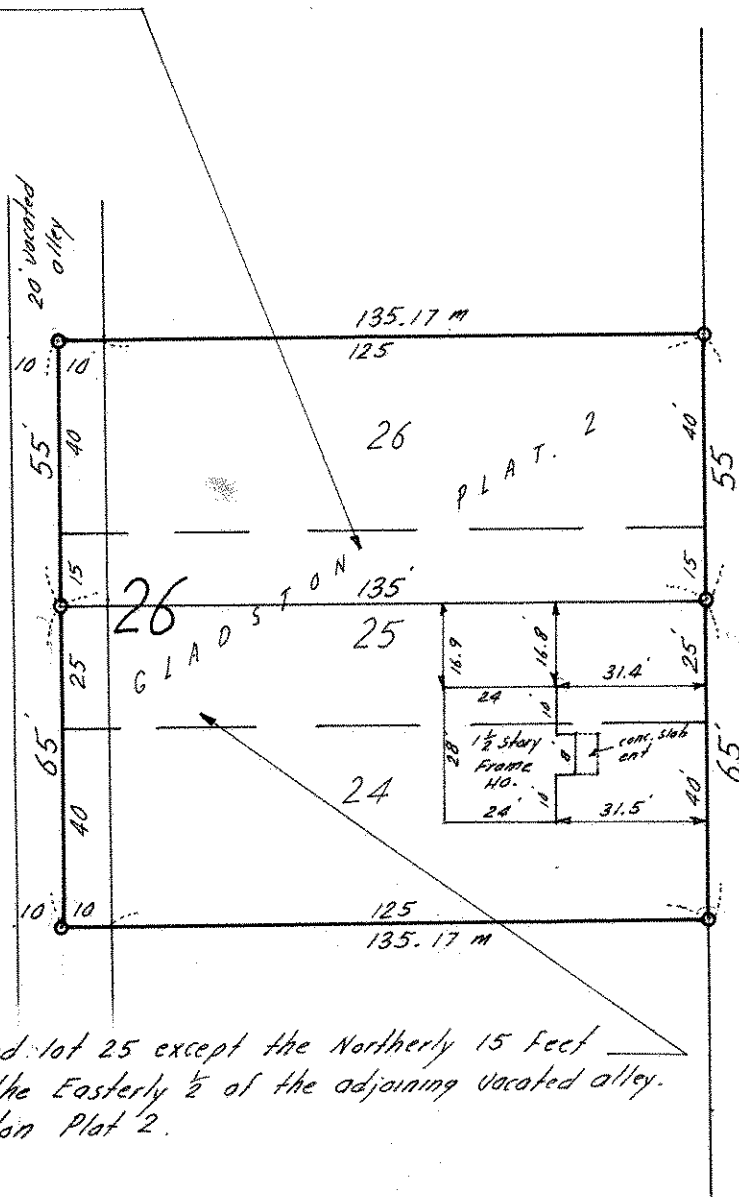 20' vacated
alley
135.17 m
125
10 10
55'
40
26
PLAT. 2
40'
55'
15
135'
15
26
GLADSTON
25
25
16.9
16.8'
31.4'
25'
24
10'
1½ story
Frame
HO.
28'
8
conc. slab
ent
65'
40
24
10'
24'
31.5'
40'
65'
10 10
125
135.17 m
lot 25 except the Northerly 15 Feet
the Easterly ½ of the adjoining vacated alley.
Plat 2.